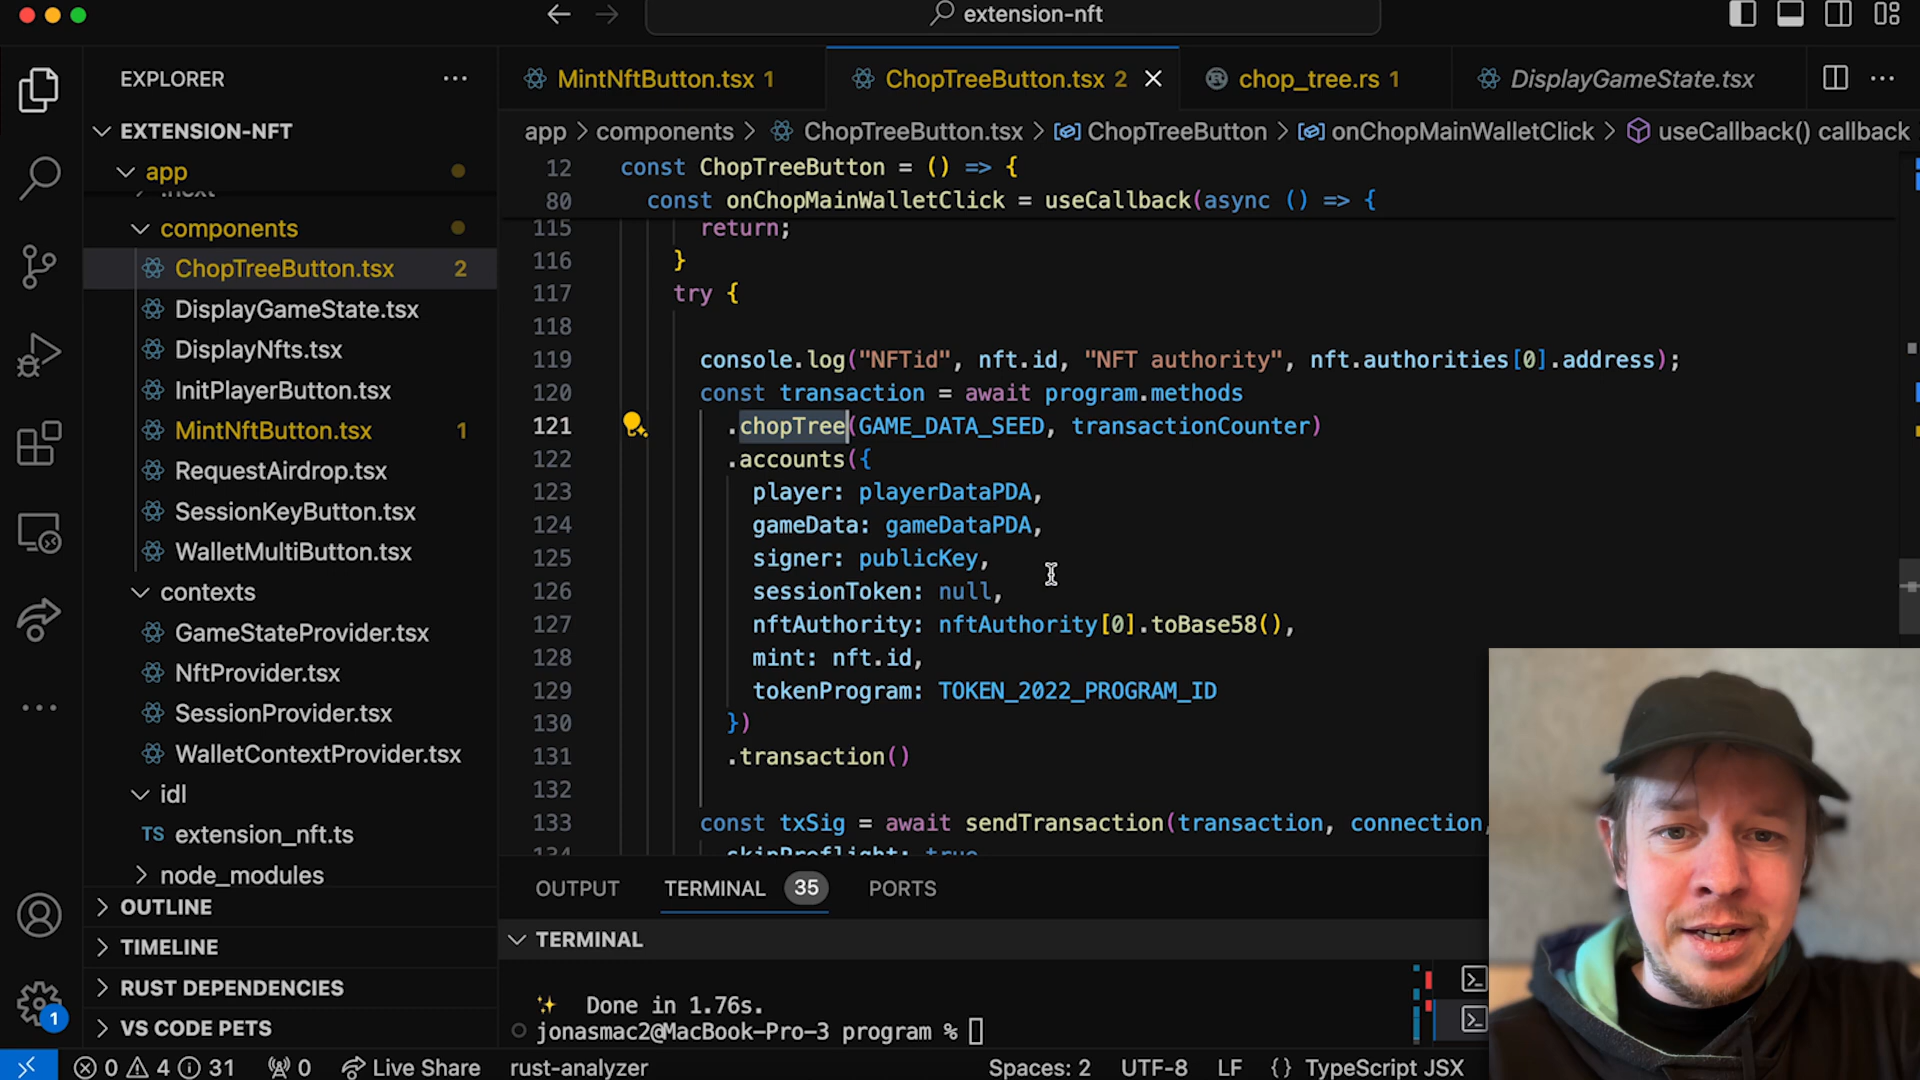 extension-nft
EXPLORER
EXTENSION-NFT
app
.next
components
ChopTreeButton.tsx 2
DisplayGameState.tsx
DisplayNfts.tsx
InitPlayerButton.tsx
MintNftButton.tsx 1
RequestAirdrop.tsx
SessionKeyButton.tsx
WalletMultiButton.tsx
contexts
GameStateProvider.tsx
NftProvider.tsx
SessionProvider.tsx
WalletContextProvider.tsx
idl
TS extension_nft.ts
node_modules
OUTLINE
TIMELINE
RUST DEPENDENCIES
VS CODE PETS
1
MintNftButton.tsx 1 ChopTreeButton.tsx 2 chop_tree.rs 1 DisplayGameState.tsx
app > components > ChopTreeButton.tsx > ChopTreeButton > onChopMainWalletClick > useCallback() callback
12 const ChopTreeButton = () => {
80 const onChopMainWalletClick = useCallback(async () => {
115 return;
116 }
117 try {
118
119 console.log("NFTid", nft.id, "NFT authority", nft.authorities[0].address);
120 const transaction = await program.methods
121 .chopTree(GAME_DATA_SEED, transactionCounter)
122 .accounts({
123 player: playerDataPDA,
124 gameData: gameDataPDA,
125 signer: publicKey,
126 sessionToken: null,
127 nftAuthority: nftAuthority[0].toBase58(),
128 mint: nft.id,
129 tokenProgram: TOKEN_2022_PROGRAM_ID
130 })
131 .transaction()
132
133 const txSig = await sendTransaction(transaction, connection,
134 skipPreflight: true
OUTPUT TERMINAL 35 PORTS
TERMINAL
✨ Done in 1.76s.
jonasmac2@MacBook-Pro-3 program %
0 4 31 0 Live Share rust-analyzer Spaces: 2 UTF-8 LF {} TypeScript JSX